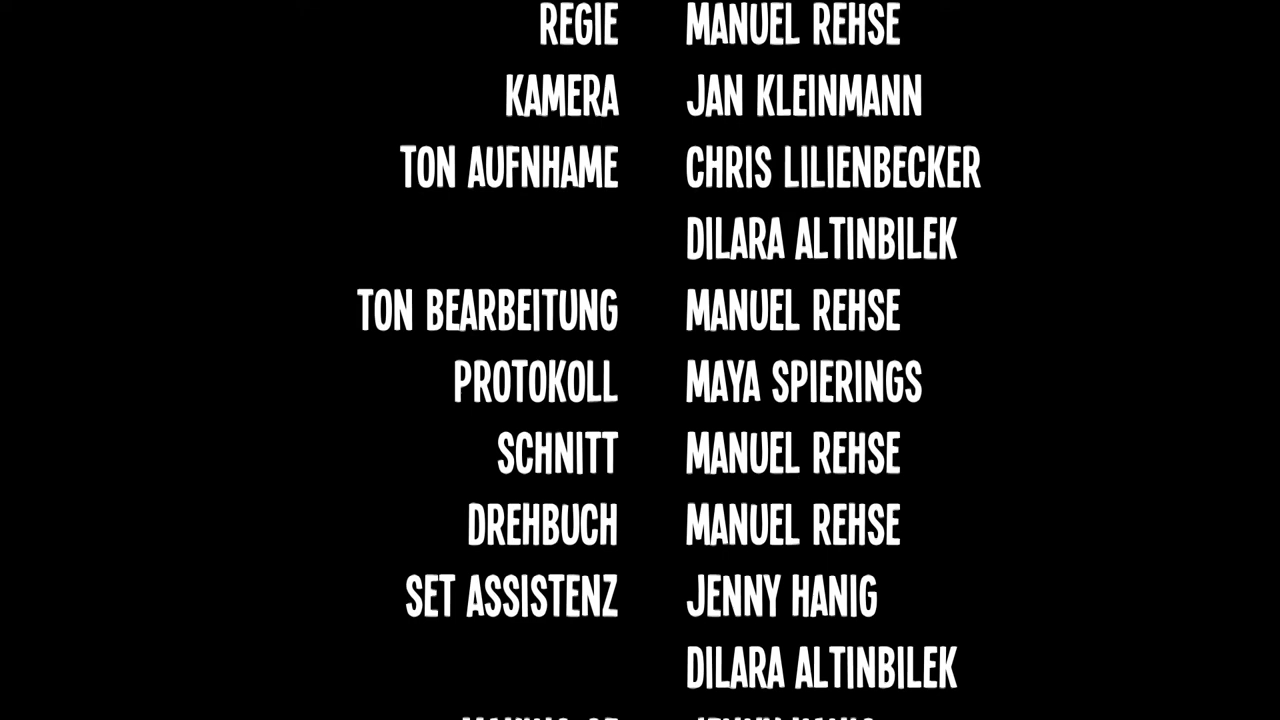 REGIE MANUEL REHSE
KAMERA JAN KLEINMANN
TON AUFNHAME CHRIS LILIENBECKER
DILARA ALTINBILEK
TON BEARBEITUNG MANUEL REHSE
PROTOKOLL MAYA SPIERINGS
SCHNITT MANUEL REHSE
DREHBUCH MANUEL REHSE
SET ASSISTENZ JENNY HANIG
DILARA ALTINBILEK